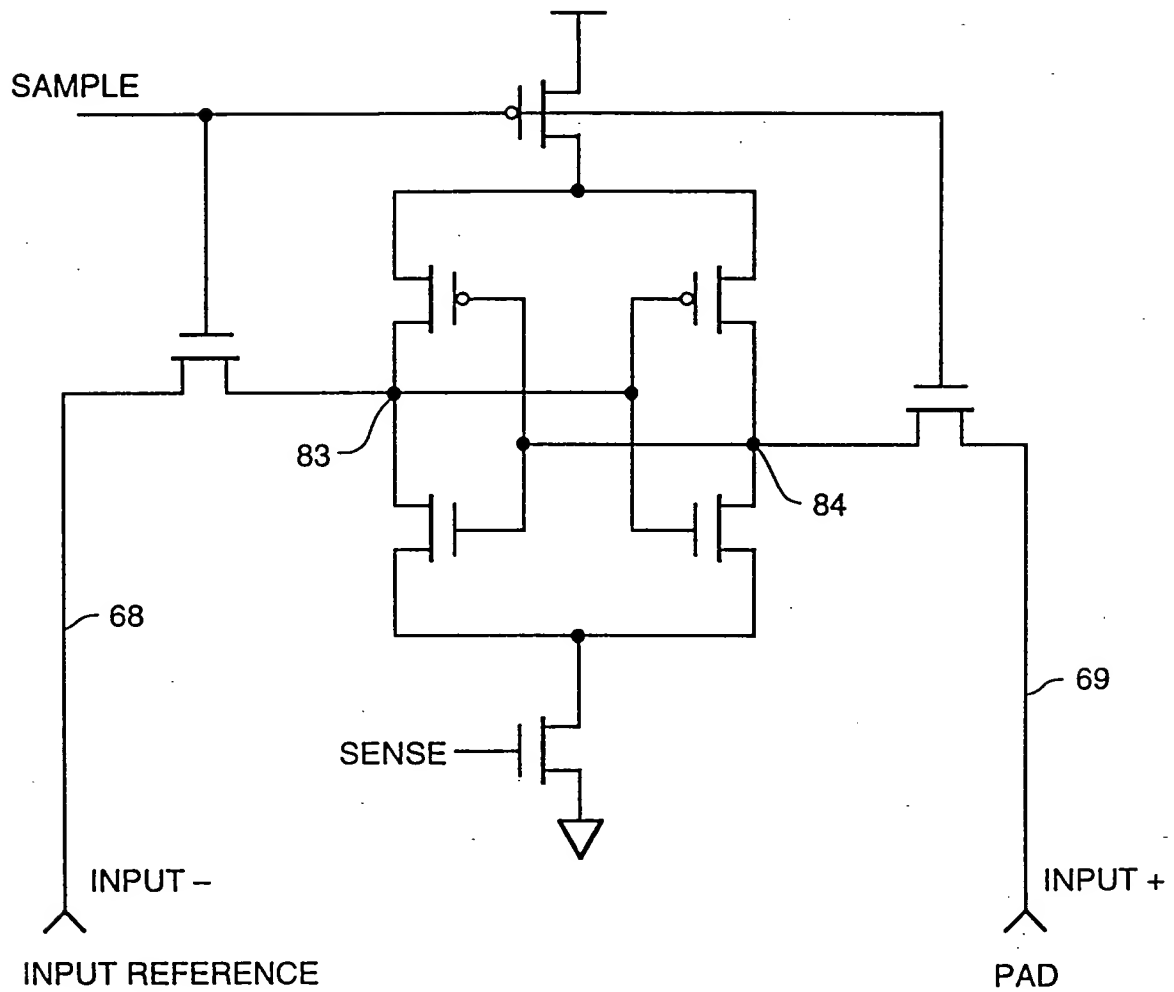 SAMPLE
83
84
68
69
SENSE
INPUT –
INPUT +
INPUT REFERENCE
PAD